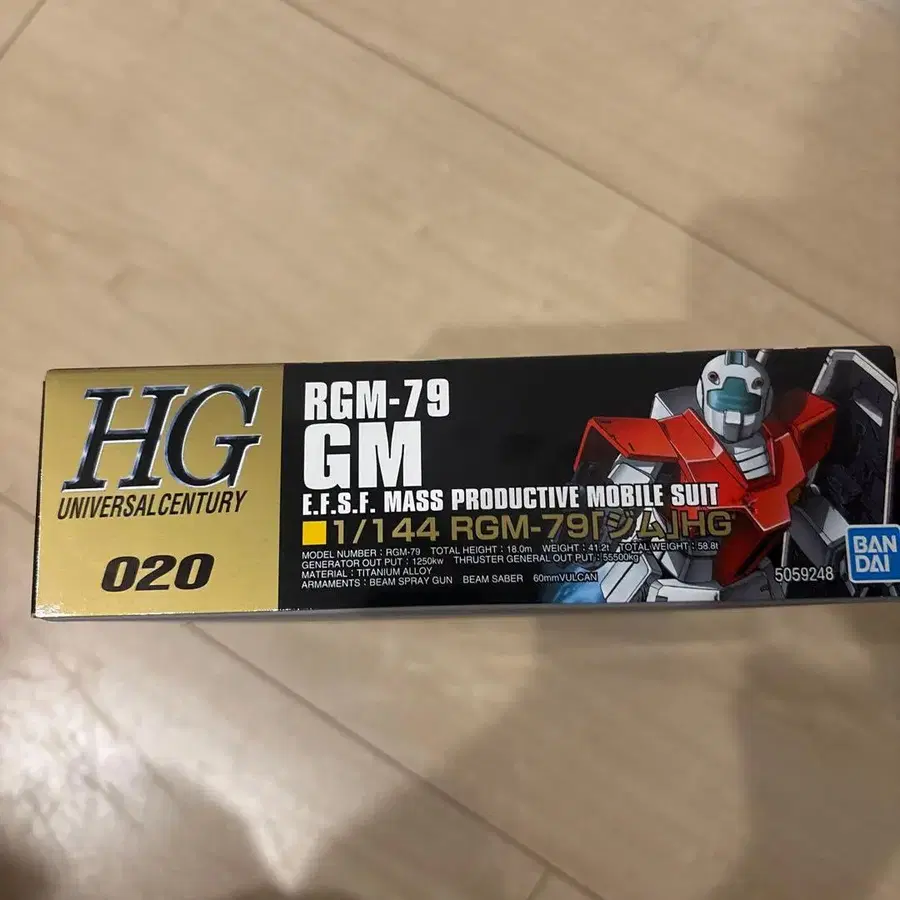 HG
UNIVERSALCENTURY
020
RGM-79
GM
E.F.S.F. MASS PRODUCTIVE MOBILE SUIT
1/144 RGM-79「ジム」HG
MODEL NUMBER : RGM-79 TOTAL HEIGHT : 18.0m WEIGHT : 41.2t TOTAL WEIGHT : 58.8t
GENERATOR OUT PUT : 1250kw THRUSTER GENERAL OUT PUT : 55500kg
MATERIAL : TITANIUM ALLOY
ARMAMENTS : BEAM SPRAY GUN BEAM SABER 60mmVULCAN
5059248
BAN
DAI